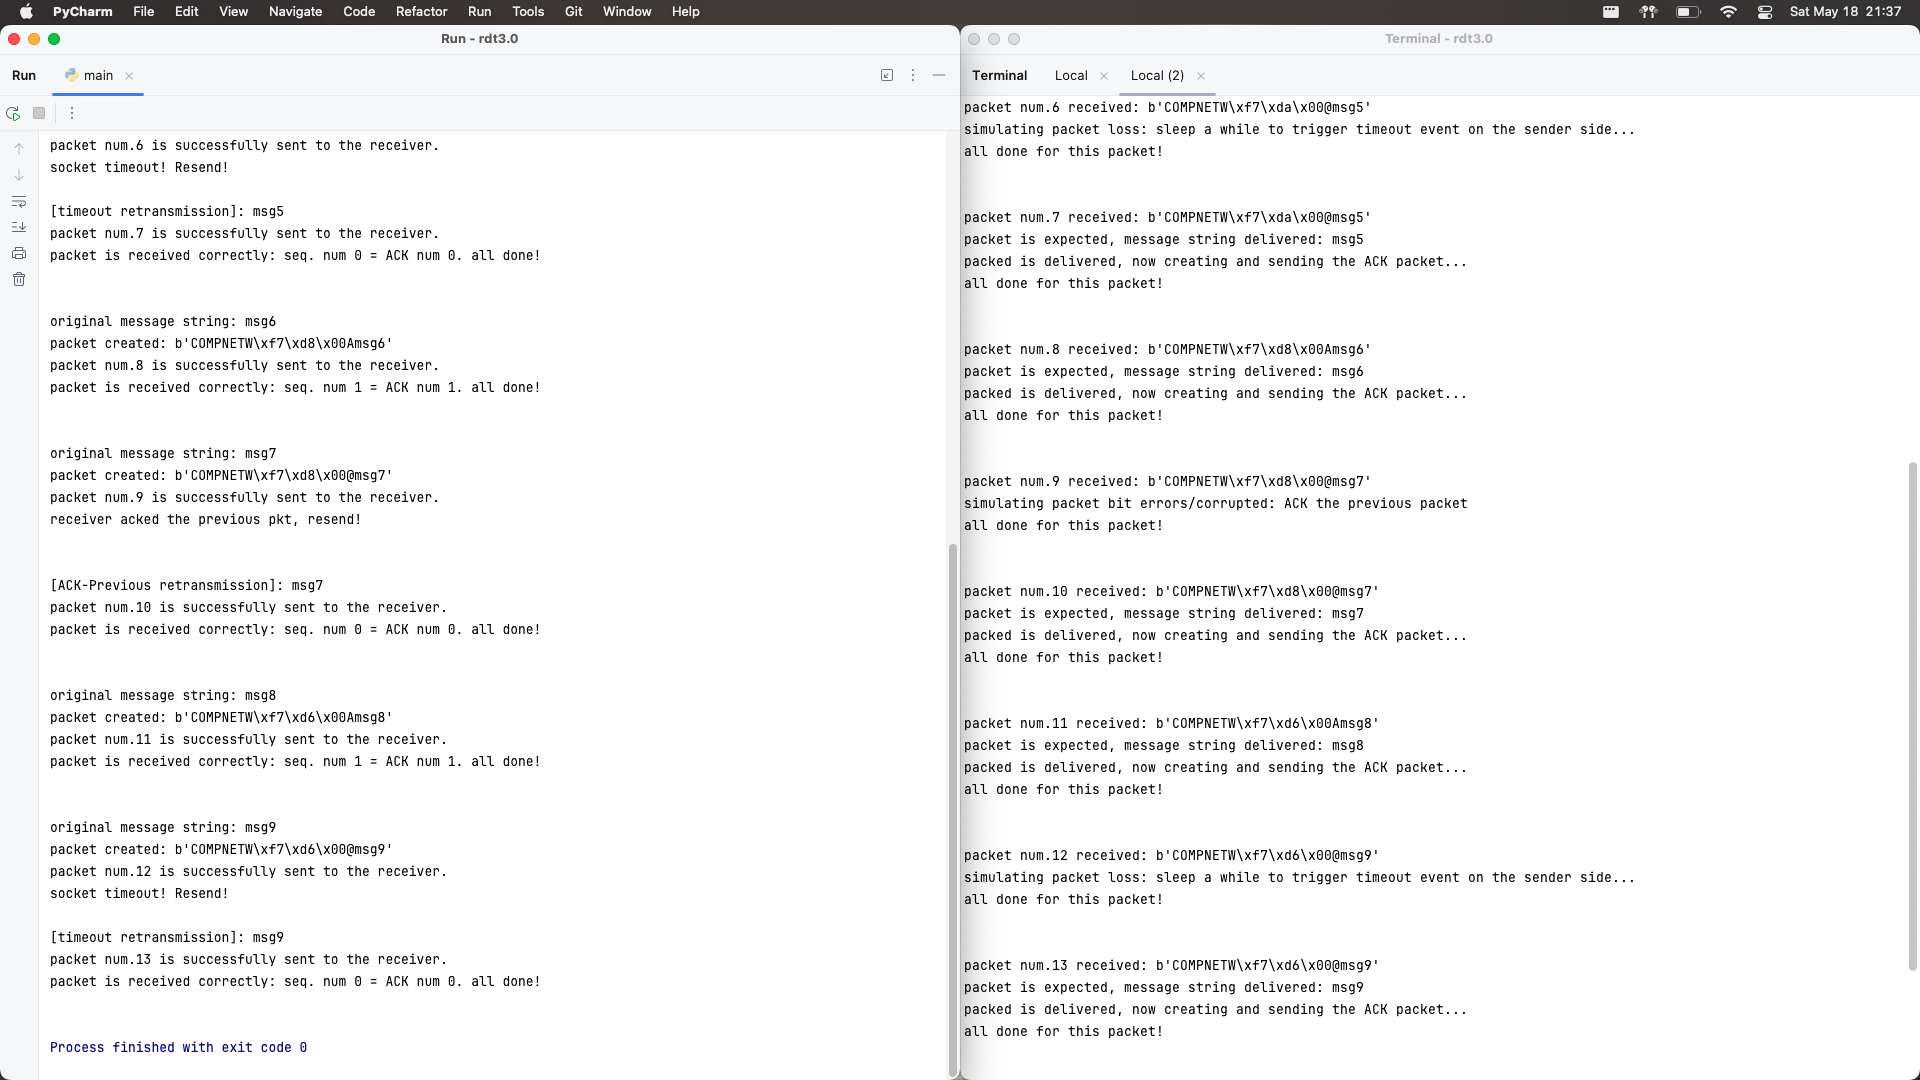 PyCharm File Edit View Navigate Code Refactor Run Tools Git Window Help Sat May 18 21:37
Run - rdt3.0
Run main
packet num.6 is successfully sent to the receiver.
socket timeout! Resend!
[timeout retransmission]: msg5
packet num.7 is successfully sent to the receiver.
packet is received correctly: seq. num 0 = ACK num 0. all done!
original message string: msg6
packet created: b'COMPNETW\xf7\xd8\x00Amsg6'
packet num.8 is successfully sent to the receiver.
packet is received correctly: seq. num 1 = ACK num 1. all done!
original message string: msg7
packet created: b'COMPNETW\xf7\xd8\x00@msg7'
packet num.9 is successfully sent to the receiver.
receiver acked the previous pkt, resend!
[ACK-Previous retransmission]: msg7
packet num.10 is successfully sent to the receiver.
packet is received correctly: seq. num 0 = ACK num 0. all done!
original message string: msg8
packet created: b'COMPNETW\xf7\xd6\x00Amsg8'
packet num.11 is successfully sent to the receiver.
packet is received correctly: seq. num 1 = ACK num 1. all done!
original message string: msg9
packet created: b'COMPNETW\xf7\xd6\x00@msg9'
packet num.12 is successfully sent to the receiver.
socket timeout! Resend!
[timeout retransmission]: msg9
packet num.13 is successfully sent to the receiver.
packet is received correctly: seq. num 0 = ACK num 0. all done!
Process finished with exit code 0
Terminal - rdt3.0
Terminal Local Local (2)
packet num.6 received: b'COMPNETW\xf7\xda\x00@msg5'
simulating packet loss: sleep a while to trigger timeout event on the sender side...
all done for this packet!
packet num.7 received: b'COMPNETW\xf7\xda\x00@msg5'
packet is expected, message string delivered: msg5
packed is delivered, now creating and sending the ACK packet...
all done for this packet!
packet num.8 received: b'COMPNETW\xf7\xd8\x00Amsg6'
packet is expected, message string delivered: msg6
packed is delivered, now creating and sending the ACK packet...
all done for this packet!
packet num.9 received: b'COMPNETW\xf7\xd8\x00@msg7'
simulating packet bit errors/corrupted: ACK the previous packet
all done for this packet!
packet num.10 received: b'COMPNETW\xf7\xd8\x00@msg7'
packet is expected, message string delivered: msg7
packed is delivered, now creating and sending the ACK packet...
all done for this packet!
packet num.11 received: b'COMPNETW\xf7\xd6\x00Amsg8'
packet is expected, message string delivered: msg8
packed is delivered, now creating and sending the ACK packet...
all done for this packet!
packet num.12 received: b'COMPNETW\xf7\xd6\x00@msg9'
simulating packet loss: sleep a while to trigger timeout event on the sender side...
all done for this packet!
packet num.13 received: b'COMPNETW\xf7\xd6\x00@msg9'
packet is expected, message string delivered: msg9
packed is delivered, now creating and sending the ACK packet...
all done for this packet!